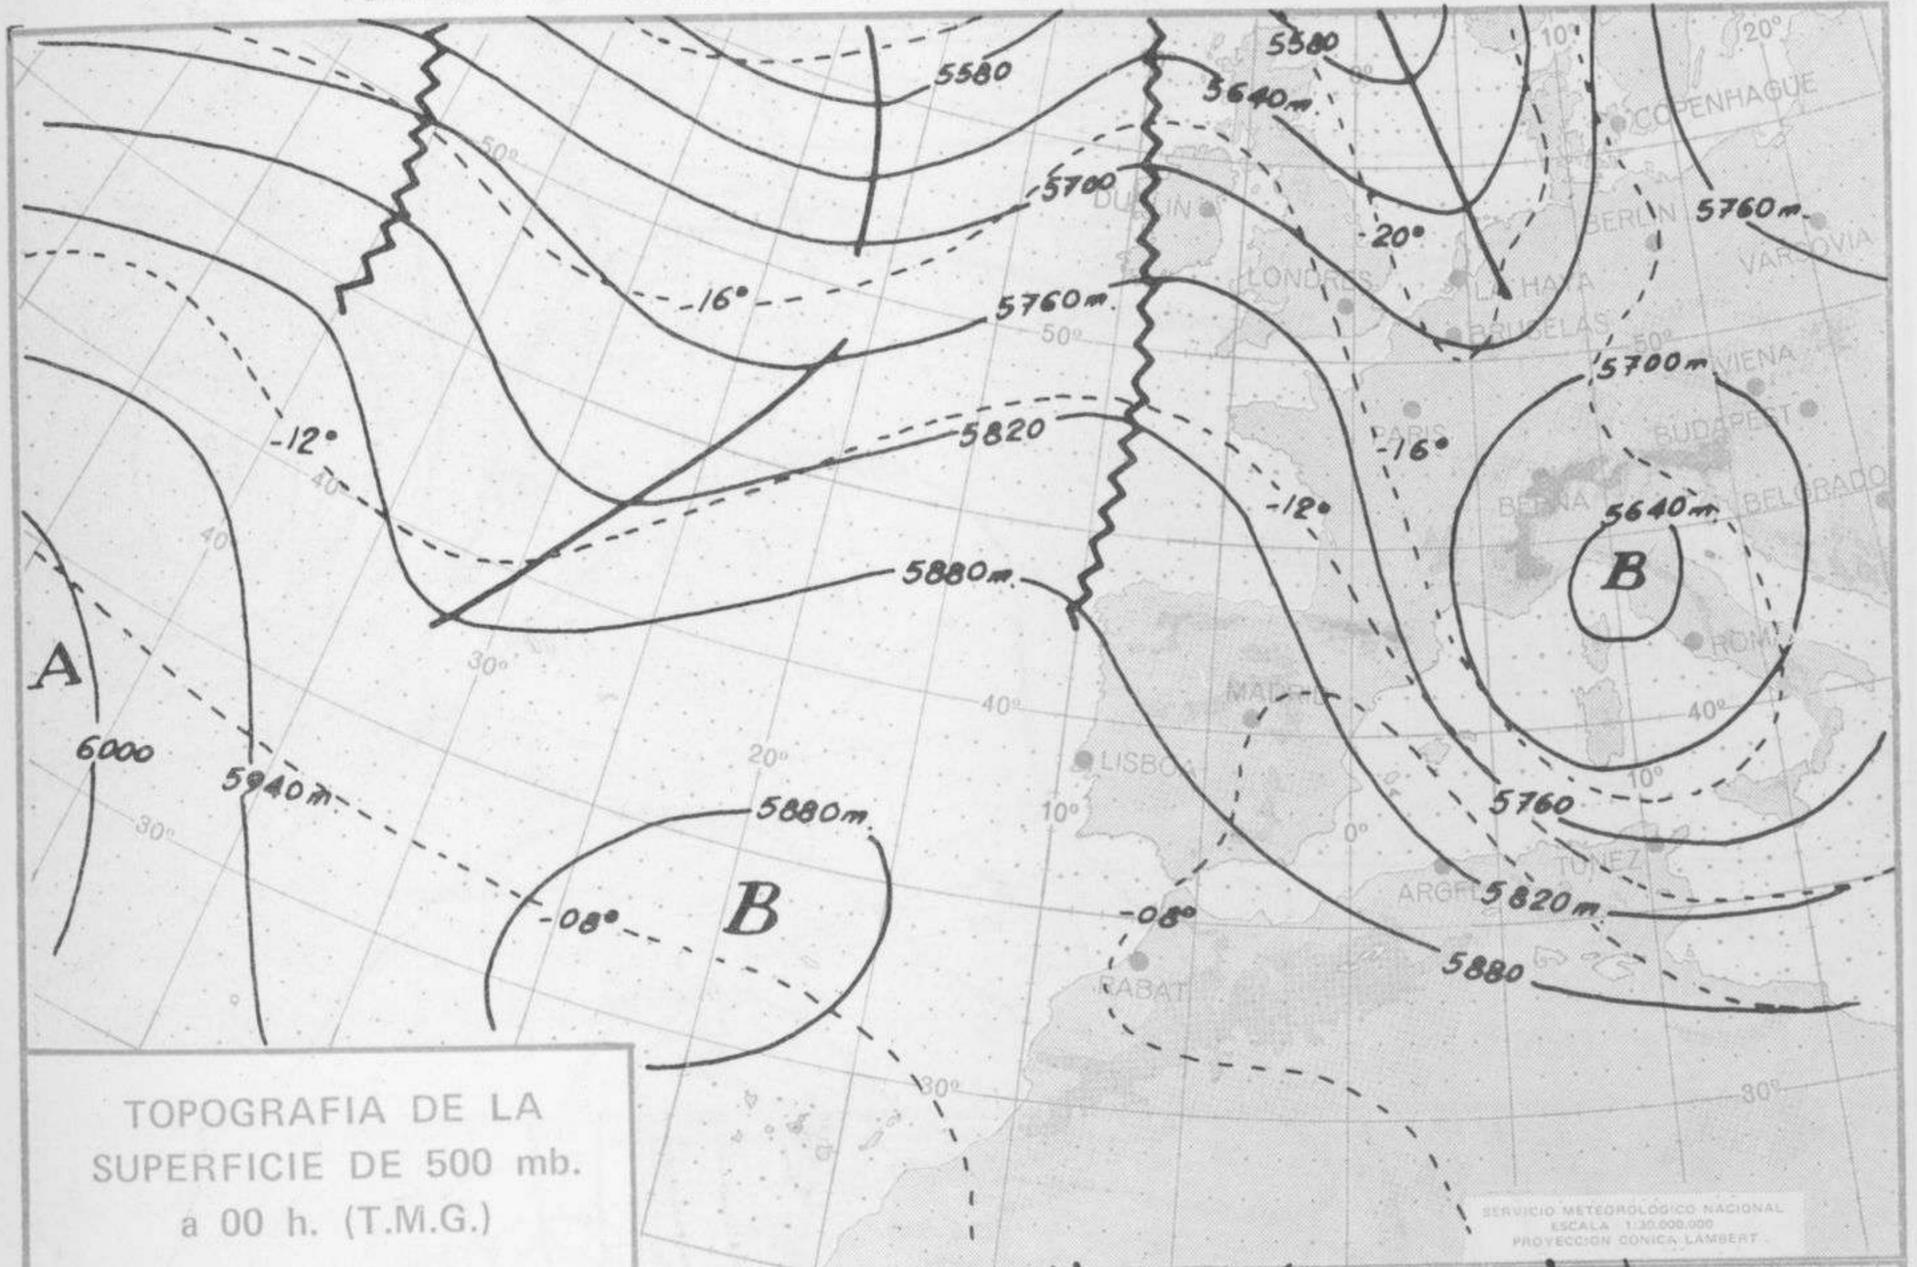 5580
5580
10°
20°
0°
5640m
COPENHAGUE
50°
5700
DUBLIN
5760m.
BERLIN
VARSOVIA
-20°
-16°
5760m.
LONDRES
LA HAYA
50°
BRUSELAS
50°
5700m.
VIENA
-12°
5820
PARIS
-16°
BUDAPEST
40°
40°
-12°
BERNA
5640m
BELGRADO
5880m.
B
A
30°
ROMA
MADRID
40°
40°
6000
5940m
20°
LISBOA
10°
10°
30°
5880m.
0°
5760
TUNEZ
B
-08°
-08°
ARGEL
5820m.
RABAT
5880
30°
30°
TOPOGRAFIA DE LA
SUPERFICIE DE 500 mb.
a 00 h. (T.M.G.)
SERVICIO METEOROLOGICO NACIONAL
ESCALA 1:30.000.000
PROYECCION CONICA LAMBERT